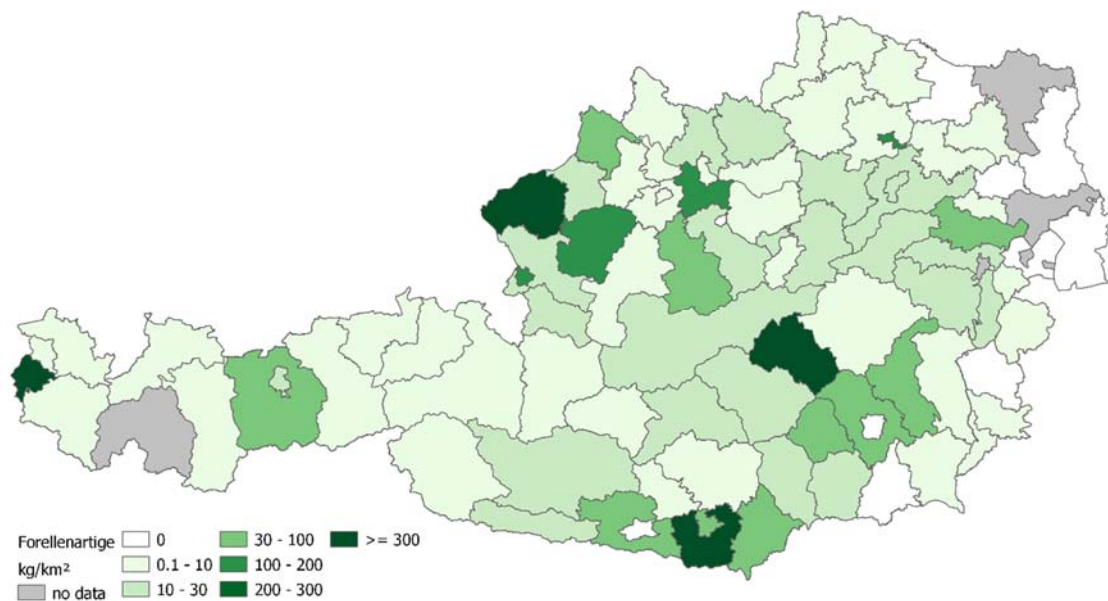 Forellenartige 0 30 - 100 >= 300
kg/km² 0.1 - 10 100 - 200
no data 10 - 30 200 - 300